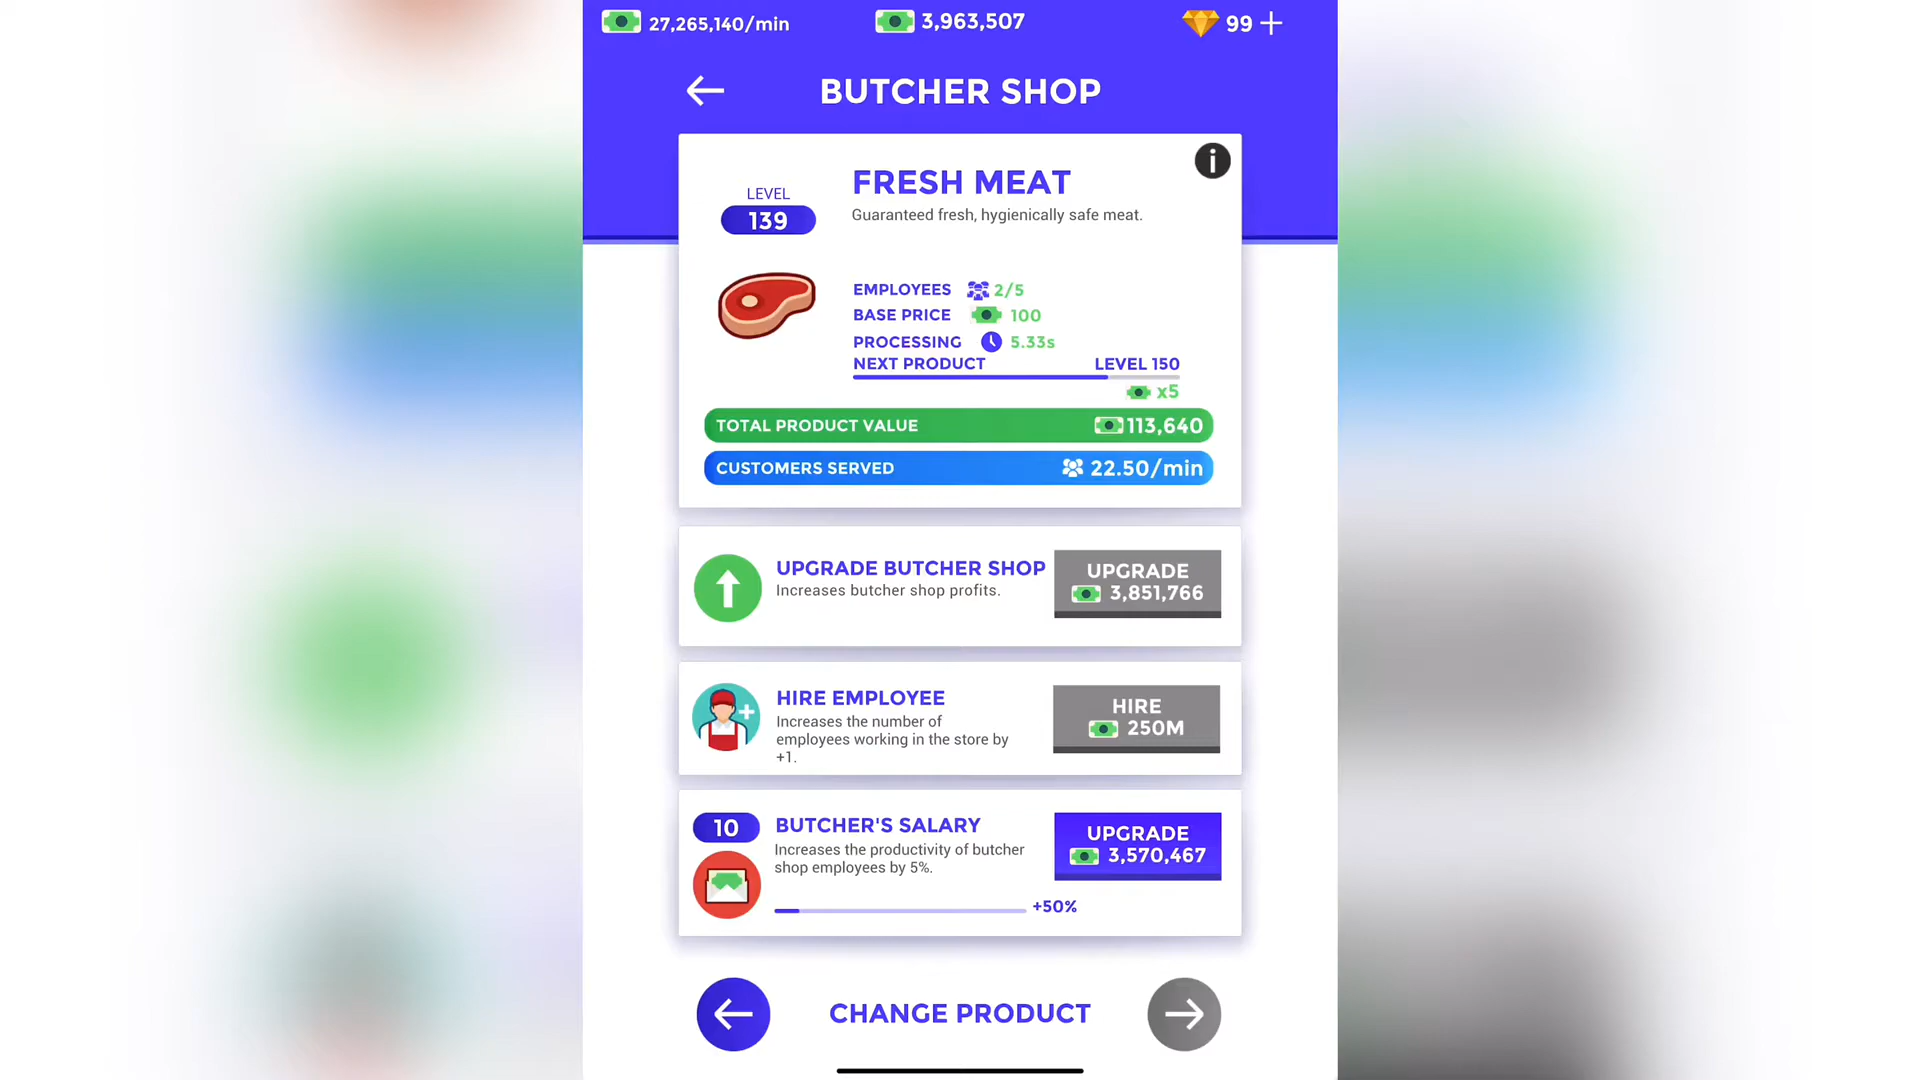 27,265,140/min
3,963,507
99 +
BUTCHER SHOP
LEVEL
139
FRESH MEAT
Guaranteed fresh, hygienically safe meat.
i
EMPLOYEES 2/5
BASE PRICE 100
PROCESSING 5.33s
NEXT PRODUCT LEVEL 150
x5
TOTAL PRODUCT VALUE 113,640
CUSTOMERS SERVED 22.50/min
UPGRADE BUTCHER SHOP
Increases butcher shop profits.
UPGRADE
3,851,766
HIRE EMPLOYEE
Increases the number of
employees working in the store by
+1.
HIRE
250M
10
BUTCHER'S SALARY
Increases the productivity of butcher
shop employees by 5%.
+50%
UPGRADE
3,570,467
CHANGE PRODUCT